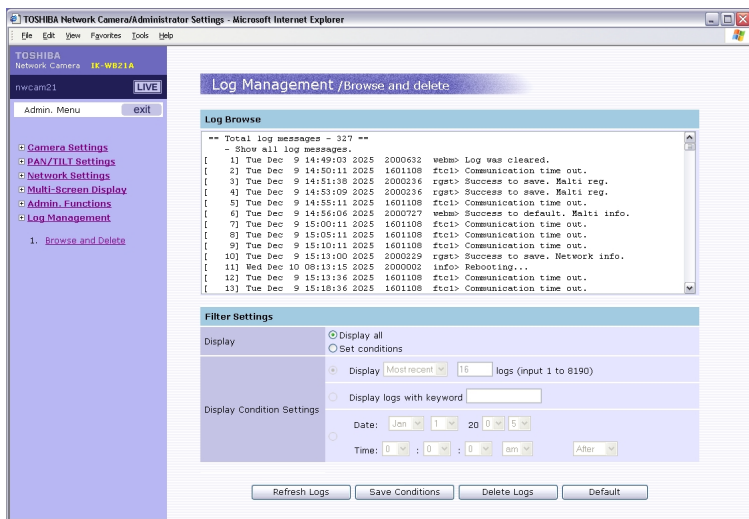 TOSHIBA Network Camera/Administrator Settings - Microsoft Internet Explorer
File Edit View Favorites Tools Help
TOSHIBA
Network Camera IK-WB21A
nwcam21 LIVE
Admin. Menu exit
Camera Settings
PAN/TILT Settings
Network Settings
Multi-Screen Display
Admin. Functions
Log Management
1. Browse and Delete
Log Management /Browse and delete
Log Browse
== Total log messages - 327 ==
- Show all log messages.
[ 1] Tue Dec 9 14:49:03 2025 2000632 webm> Log was cleared.
[ 2] Tue Dec 9 14:50:11 2025 1601108 ftc1> Communication time out.
[ 3] Tue Dec 9 14:51:38 2025 2000236 rgst> Success to save. Malti reg.
[ 4] Tue Dec 9 14:53:09 2025 2000236 rgst> Success to save. Malti reg.
[ 5] Tue Dec 9 14:55:11 2025 1601108 ftc1> Communication time out.
[ 6] Tue Dec 9 14:56:06 2025 2000727 webm> Success to default. Malti info.
[ 7] Tue Dec 9 15:00:11 2025 1601108 ftc1> Communication time out.
[ 8] Tue Dec 9 15:05:11 2025 1601108 ftc1> Communication time out.
[ 9] Tue Dec 9 15:10:11 2025 1601108 ftc1> Communication time out.
[ 10] Tue Dec 9 15:13:00 2025 2000229 rgst> Success to save. Network info.
[ 11] Wed Dec 10 08:13:15 2025 2000002 info> Rebooting...
[ 12] Tue Dec 9 15:13:36 2025 1601108 ftc1> Communication time out.
[ 13] Tue Dec 9 15:18:36 2025 1601108 ftc1> Communication time out.
Filter Settings
Display
Display all
Set conditions
Display Condition Settings
Display Most recent 16 logs (input 1 to 8190)
Display logs with keyword
Date: Jan 1 20 0 5
Time: 0 : 0 : 0 am After
Refresh Logs Save Conditions Delete Logs Default